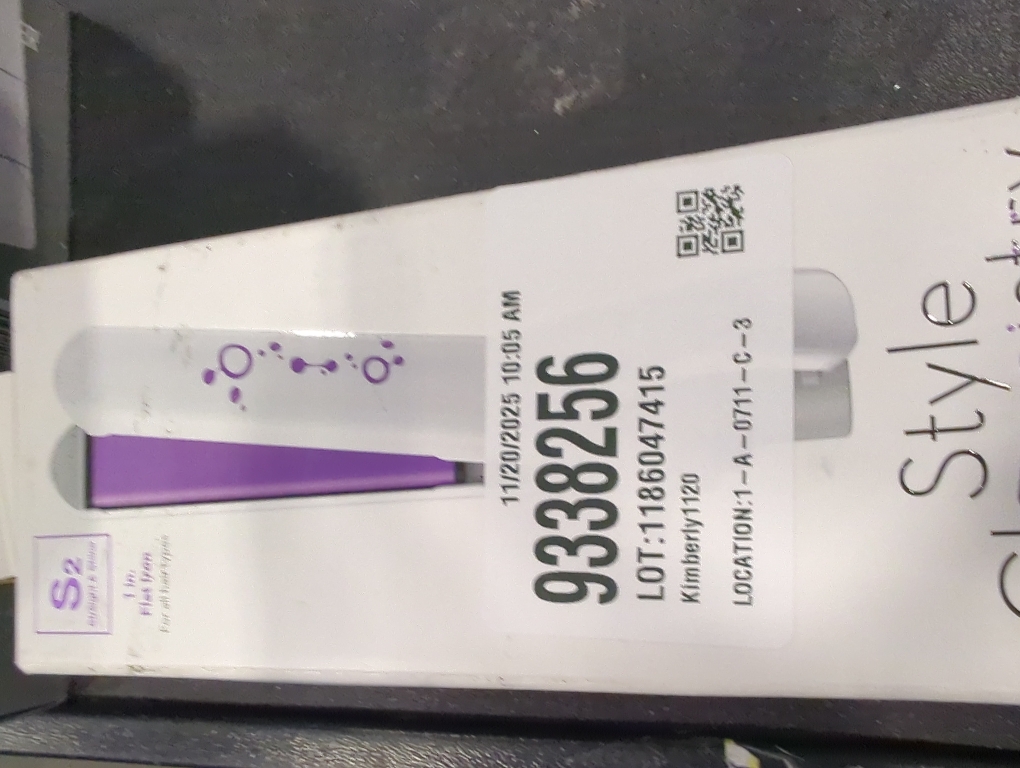 S2
1 in.
Flat Iron
For all hair types
11/20/2025 10:05 AM
9338256
LOT:1186047415
Kimberly1120
LOCATION:1-A-0711-C-3
Style